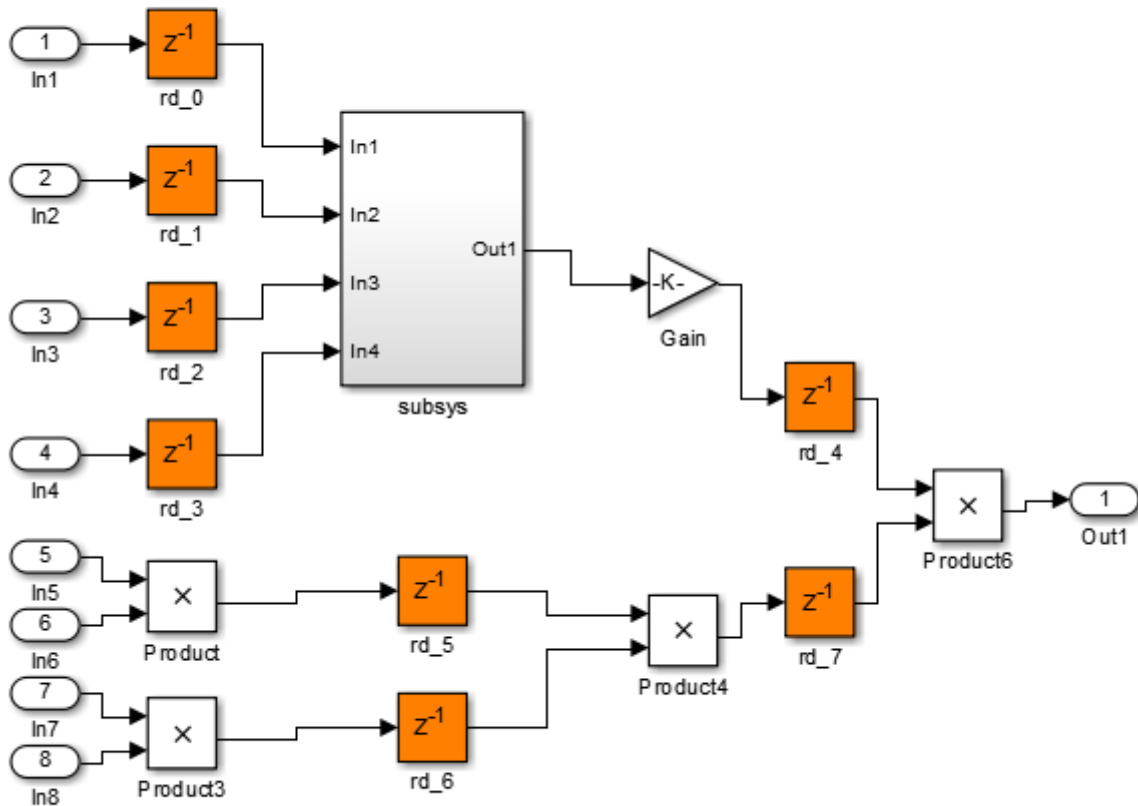 1
In1
Z-1
rd_0
2
In2
Z-1
rd_1
3
In3
Z-1
rd_2
4
In4
Z-1
rd_3
In1
In2
In3
In4
Out1
subsys
-K-
Gain
Z-1
rd_4
5
In5
6
In6
×
Product
Z-1
rd_5
7
In7
8
In8
×
Product3
Z-1
rd_6
×
Product4
Z-1
rd_7
×
Product6
1
Out1